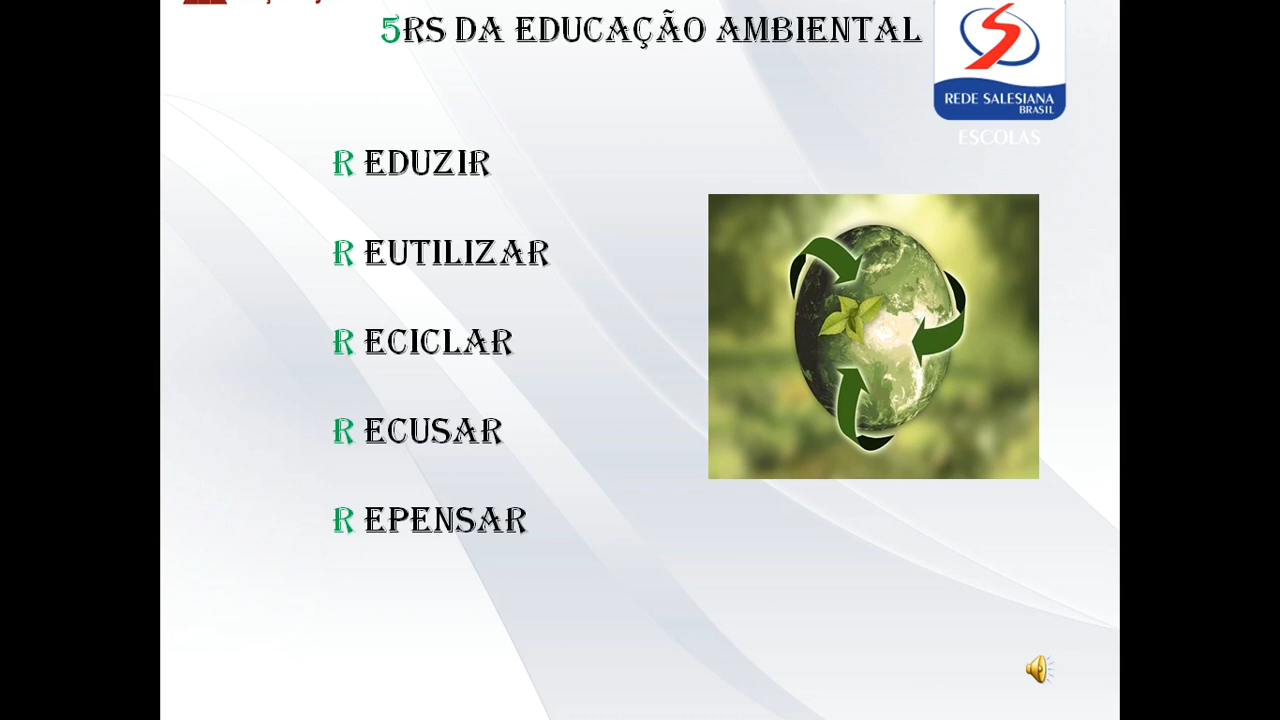 5RS DA EDUCAÇÃO AMBIENTAL
REDE SALESIANA
BRASIL
ESCOLAS
R EDUZIR
R EUTILIZAR
R ECICLAR
R ECUSAR
R EPENSAR